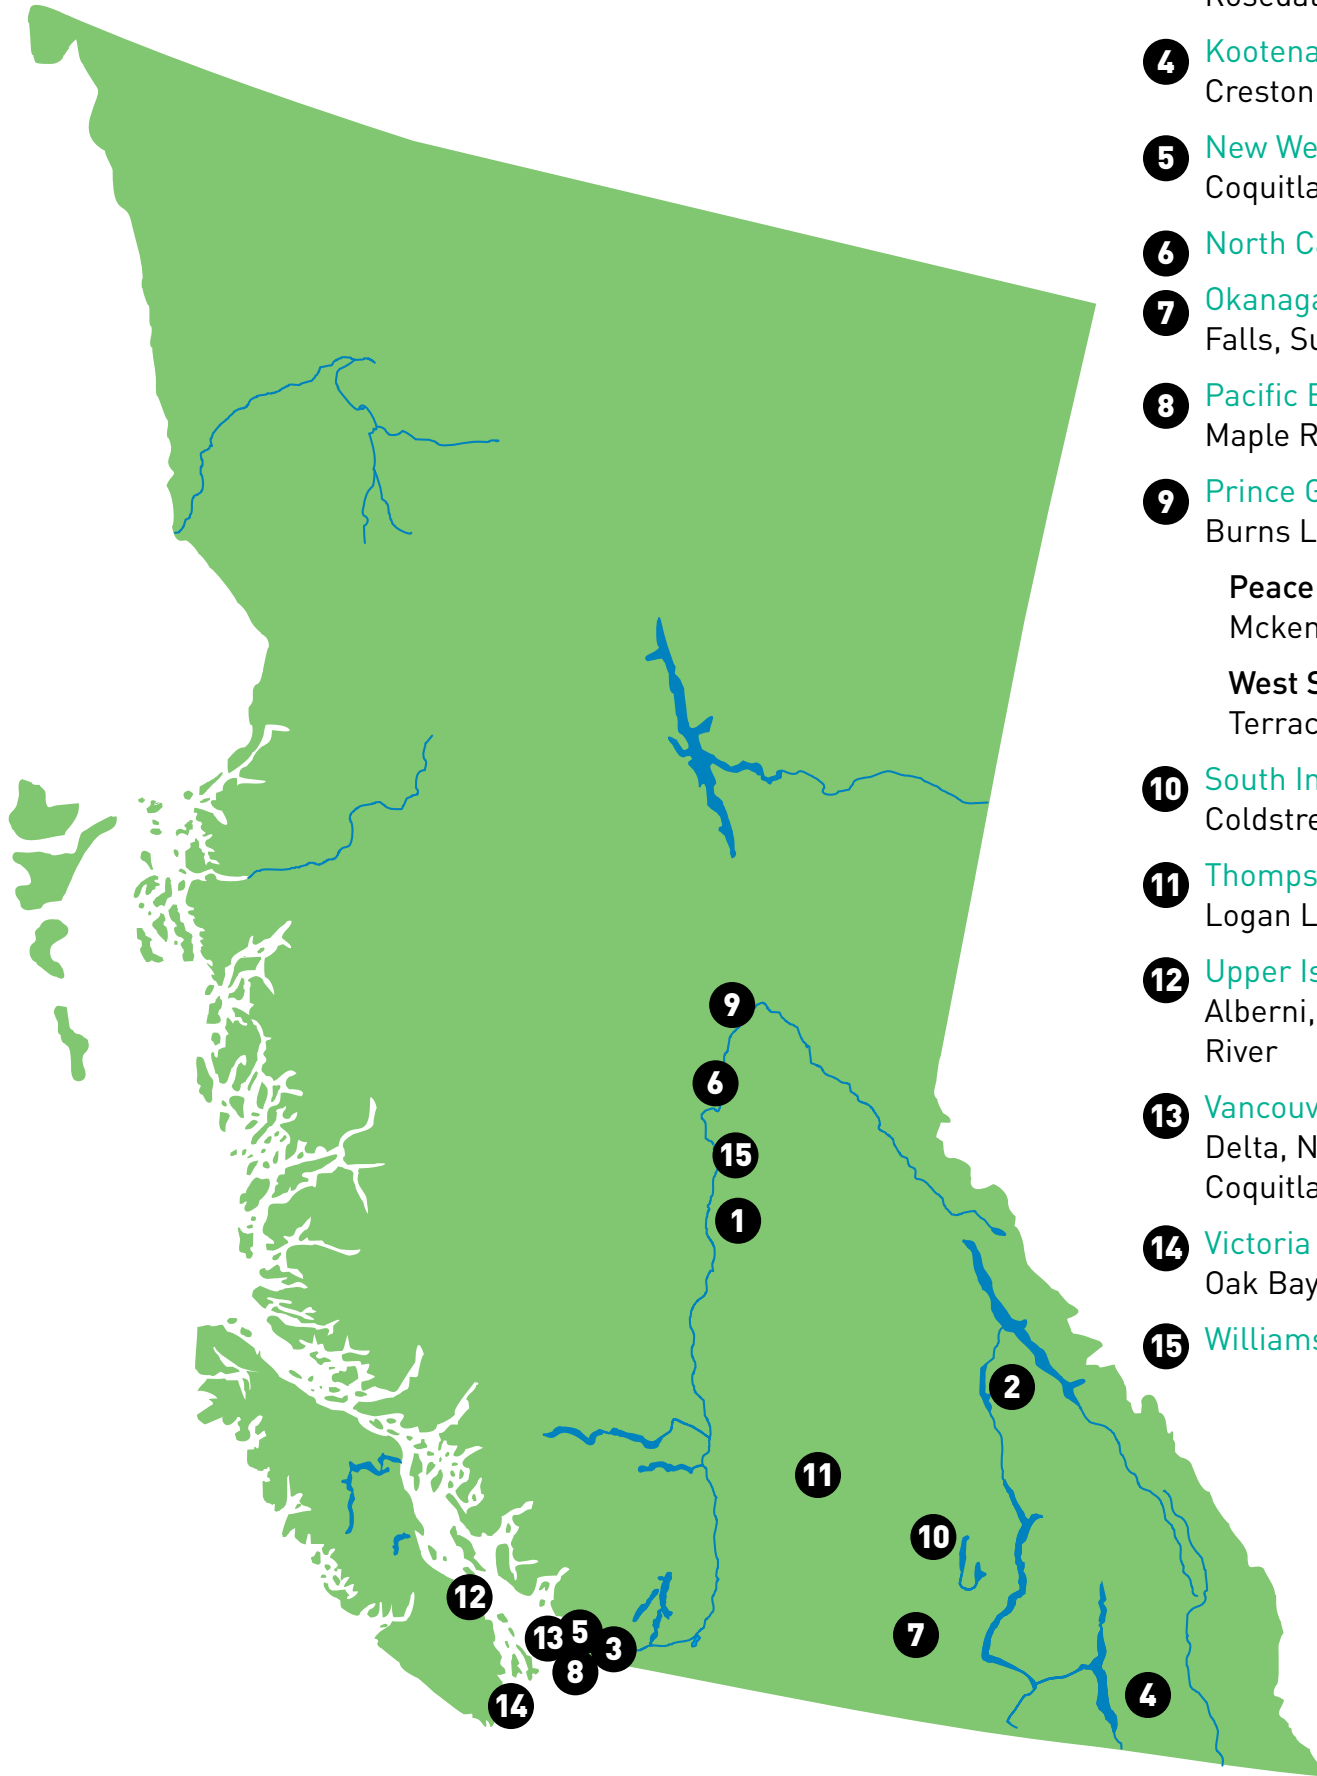 4 Kootena
Creston
5 New We
Coquitla
6 North Ca
7 Okanaga
Falls, Su
8 Pacific
Maple R
9 Prince G
Burns L
Peace
Mcken
West S
Terrac
10 South In
Coldstre
11 Thomps
Logan L
12 Upper Is
Alberni,
River
13 Vancouv
Delta, N
Coquitla
14 Victoria
Oak Bay
15 Williams
9
6
15
1
2
11
10
12
13
5
3
7
8
14
4